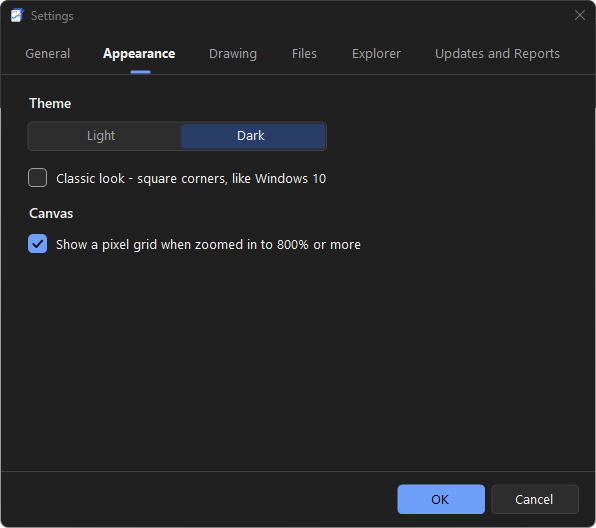 Settings
General Appearance Drawing Files Explorer Updates and Reports
Theme
Light Dark
Classic look - square corners, like Windows 10
Canvas
Show a pixel grid when zoomed in to 800% or more
OK Cancel